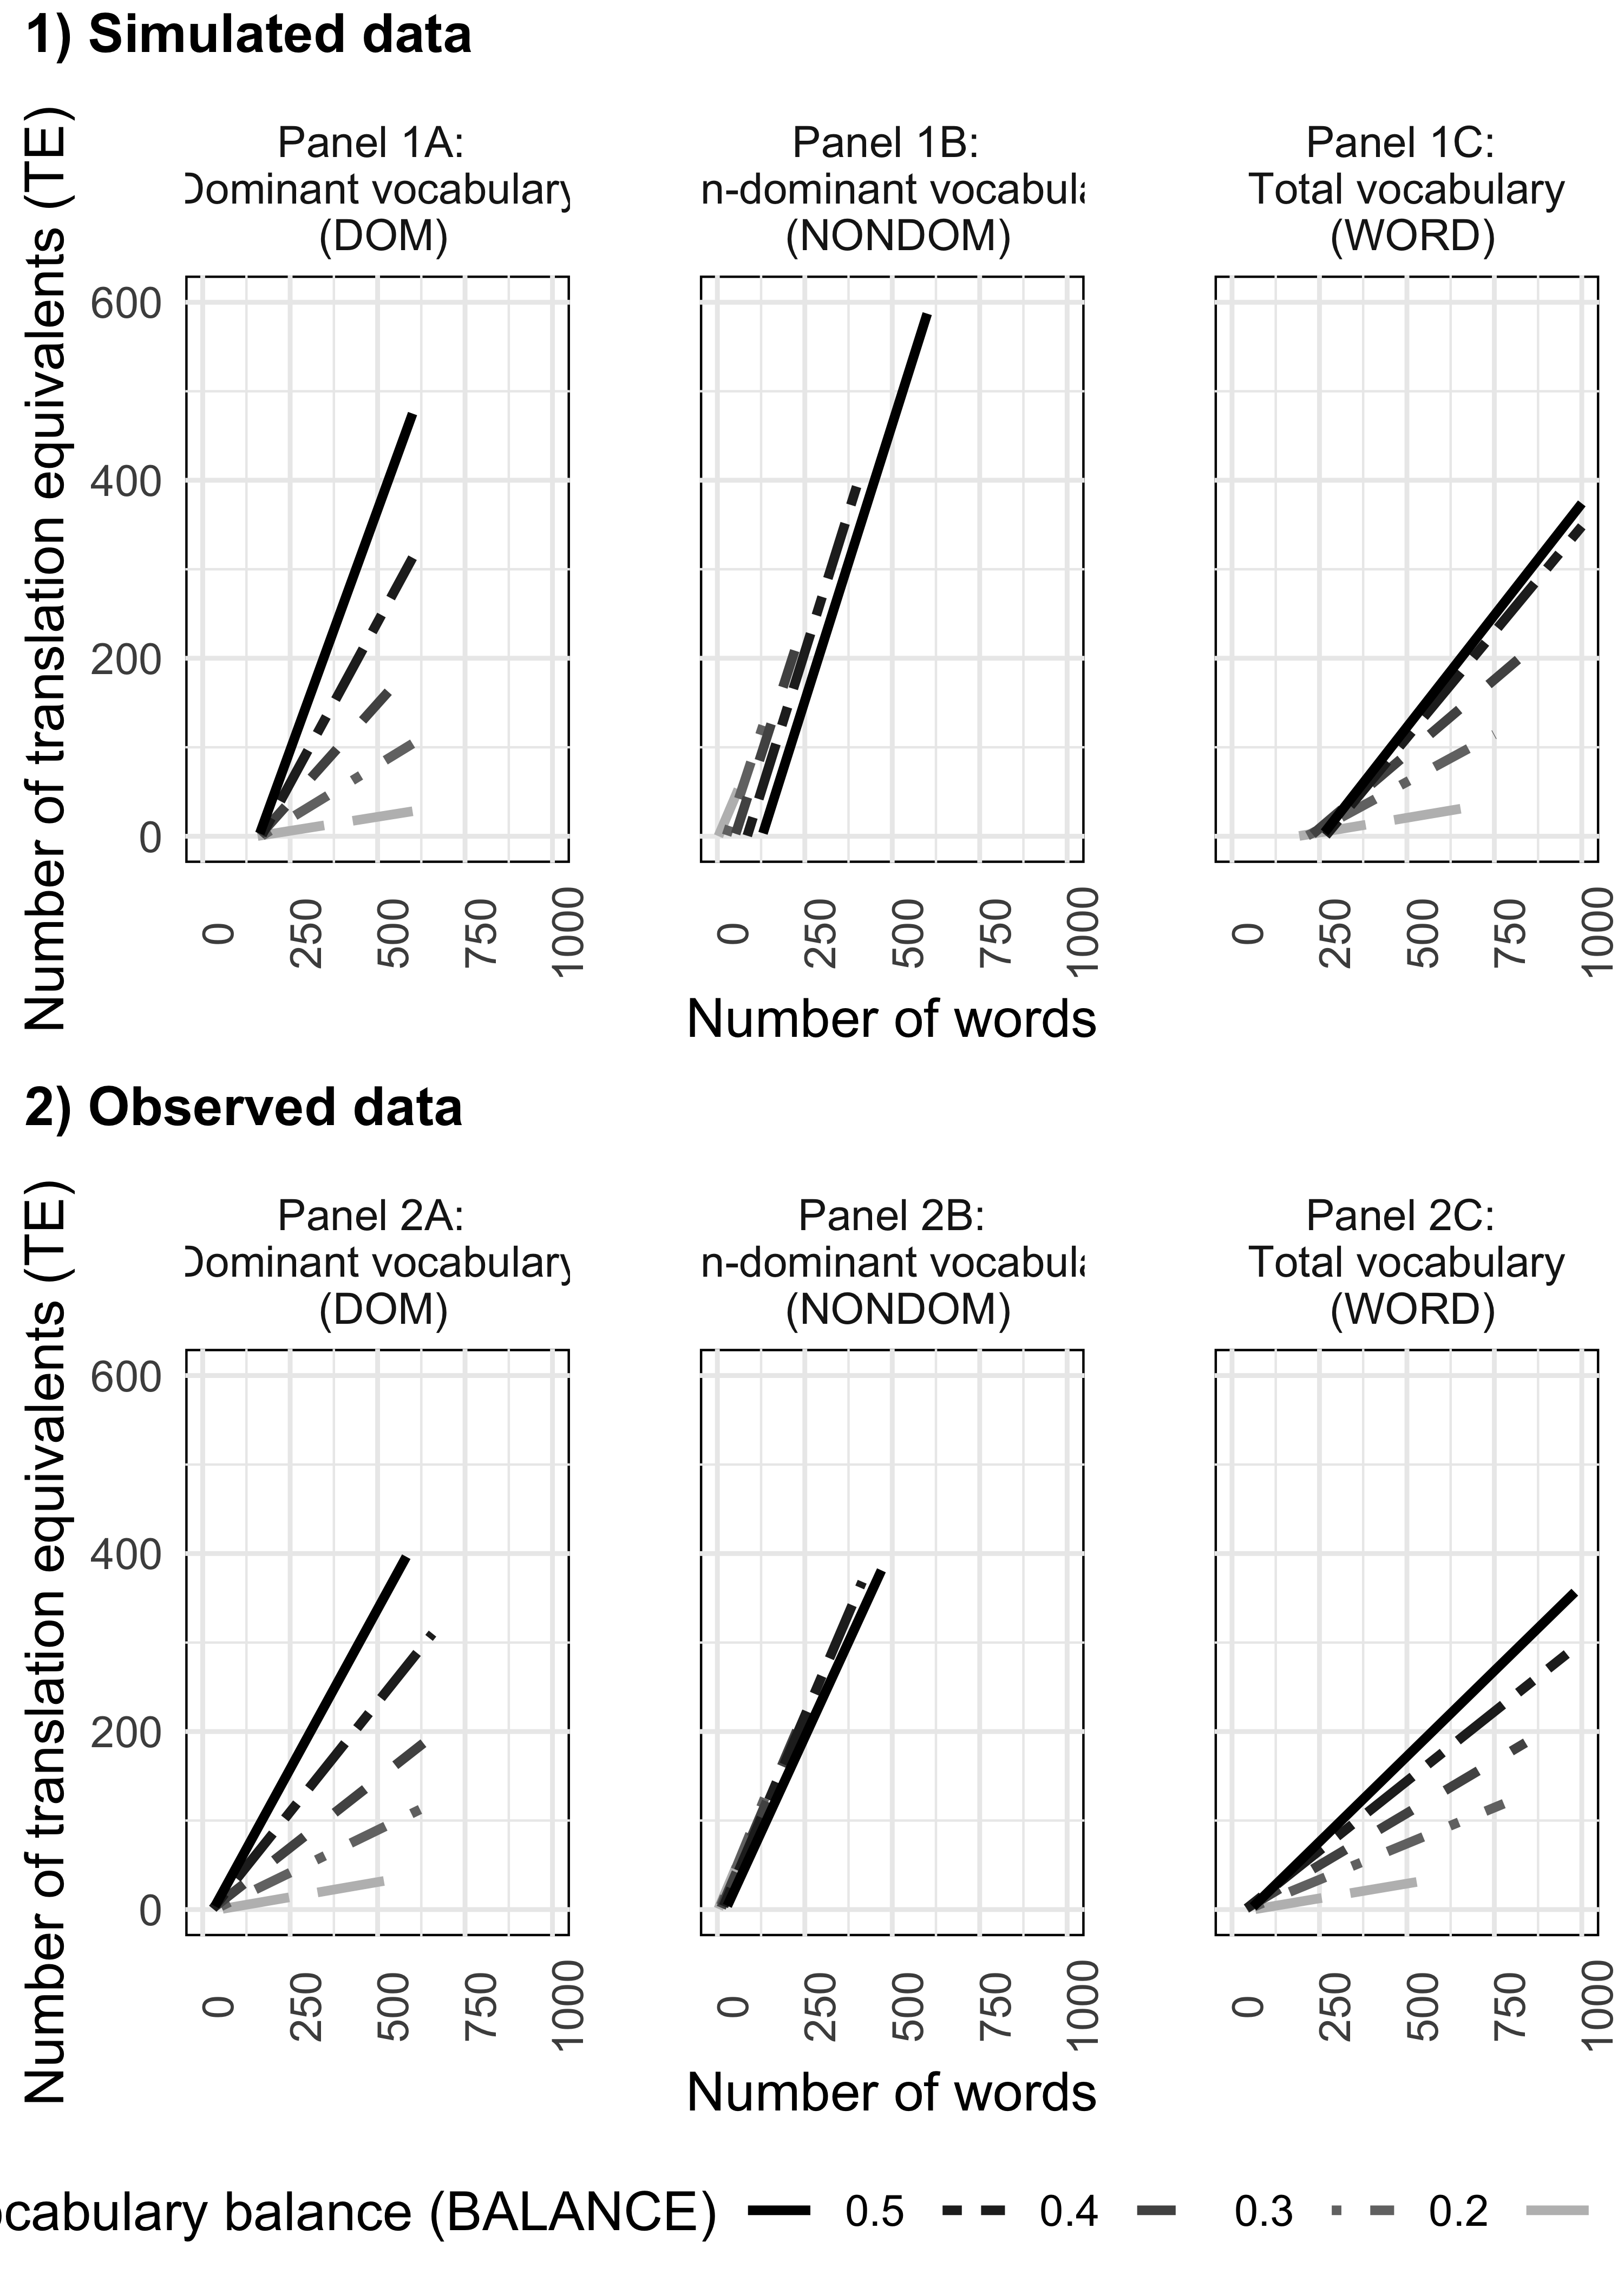 1) Simulated data
Number of translation equivalents (TE)
Panel 1A:
Dominant vocabulary
(DOM)
Panel 1B:
n-dominant vocabula
(NONDOM)
Panel 1C:
Total vocabulary
(WORD)
600
400
200
0
0 250 500 750 1000
0 250 500 750 1000
0 250 500 750 1000
Number of words
2) Observed data
Number of translation equivalents (TE)
Panel 2A:
Dominant vocabulary
(DOM)
Panel 2B:
n-dominant vocabula
(NONDOM)
Panel 2C:
Total vocabulary
(WORD)
600
400
200
0
0 250 500 750 1000
0 250 500 750 1000
0 250 500 750 1000
Number of words
ocabulary balance (BALANCE) 0.5 0.4 0.3 0.2